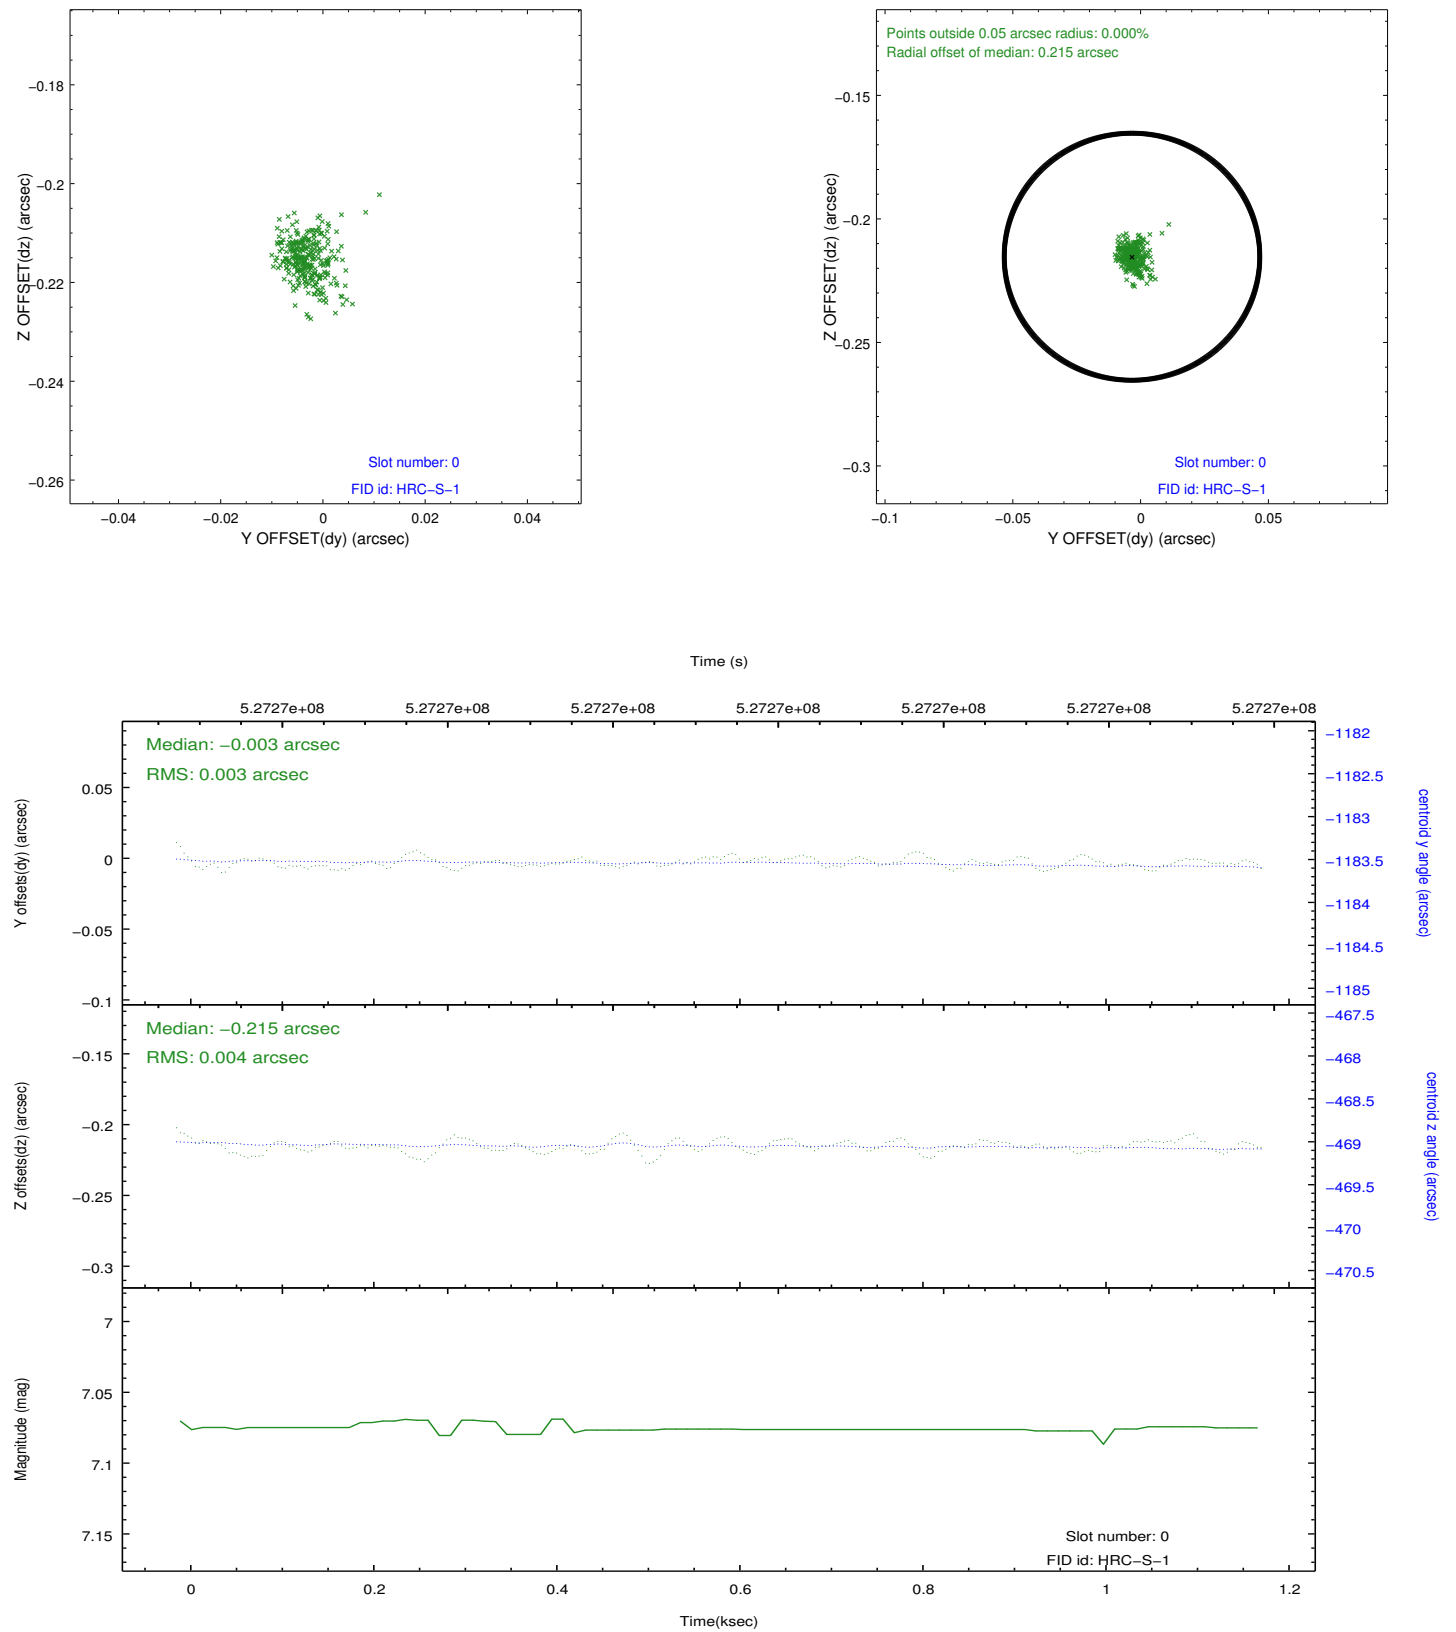 −0.18
−0.2
−0.22
−0.24
−0.26
Z OFFSET(dz) (arcsec)
Slot number: 0
FID id: HRC−S−1
−0.04
−0.02
0
0.02
0.04
Y OFFSET(dy) (arcsec)
Points outside 0.05 arcsec radius: 0.000%
Radial offset of median: 0.215 arcsec
−0.15
−0.2
−0.25
−0.3
Z OFFSET(dz) (arcsec)
Slot number: 0
FID id: HRC−S−1
−0.1
−0.05
0
0.05
Y OFFSET(dy) (arcsec)
Time (s)
5.2727e+08 5.2727e+08 5.2727e+08 5.2727e+08 5.2727e+08 5.2727e+08 5.2727e+08
Median: −0.003 arcsec
RMS: 0.003 arcsec
0.05
0
−0.05
−0.1
Y offsets(dy) (arcsec)
−1182
−1182.5
−1183
−1183.5
−1184
−1184.5
−1185
centroid y angle (arcsec)
Median: −0.215 arcsec
RMS: 0.004 arcsec
−0.15
−0.2
−0.25
−0.3
Z offsets(dz) (arcsec)
−467.5
−468
−468.5
−469
−469.5
−470
−470.5
centroid z angle (arcsec)
7
7.05
7.1
7.15
Magnitude (mag)
Slot number: 0
FID id: HRC−S−1
0 0.2 0.4 0.6 0.8 1 1.2
Time(ksec)